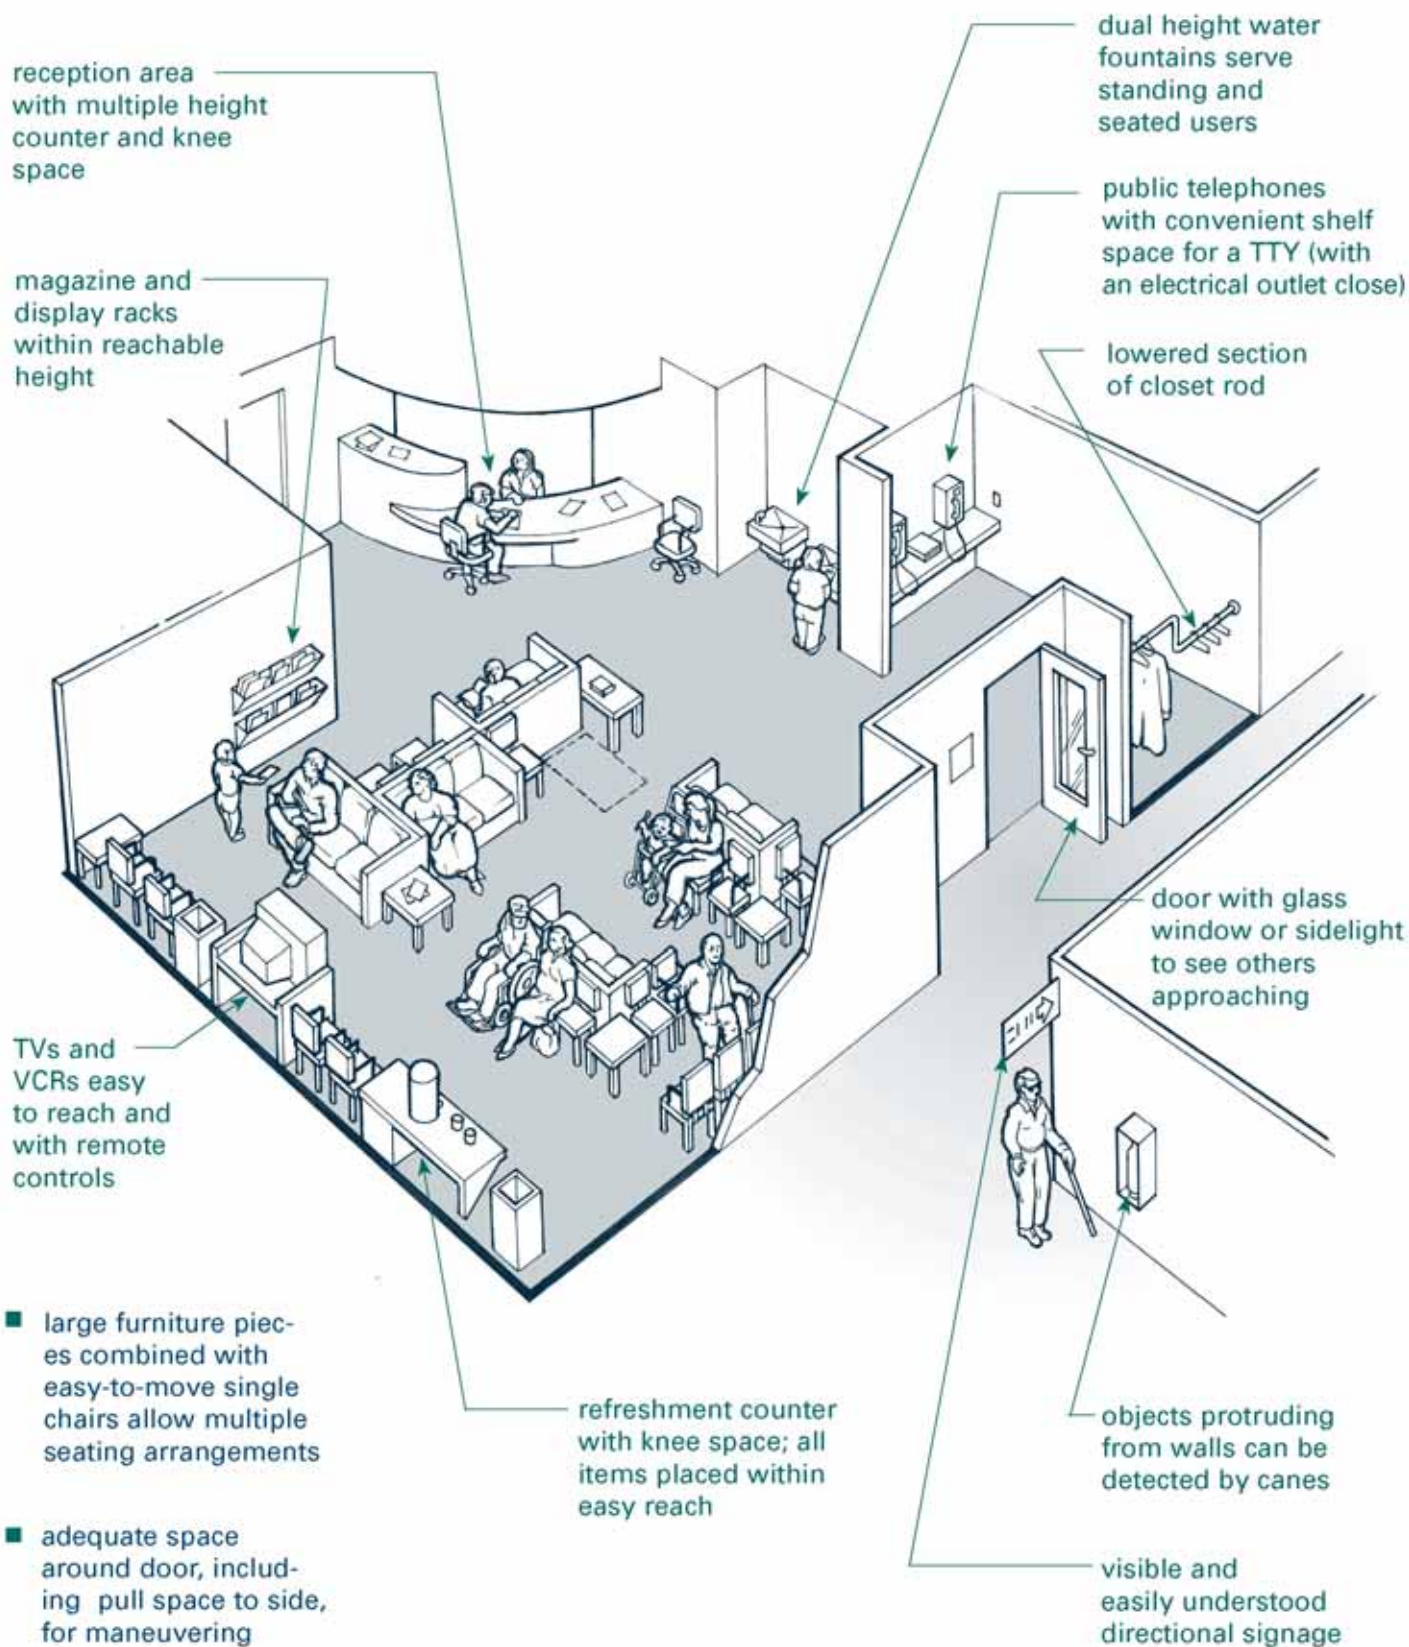 reception area
with multiple height
counter and knee
space
magazine and
display racks
within reachable
height
dual height water
fountains serve
standing and
seated users
public telephones
with convenient shelf
space for a TTY (with
an electrical outlet close)
lowered section
of closet rod
door with glass
window or sidelight
to see others
approaching
TVs and
VCRs easy
to reach and
with remote
controls
■ large furniture piec-
es combined with
easy-to-move single
chairs allow multiple
seating arrangements
■ adequate space
around door, includ-
ing pull space to side,
for maneuvering
refreshment counter
with knee space; all
items placed within
easy reach
objects protruding
from walls can be
detected by canes
visible and
easily understood
directional signage